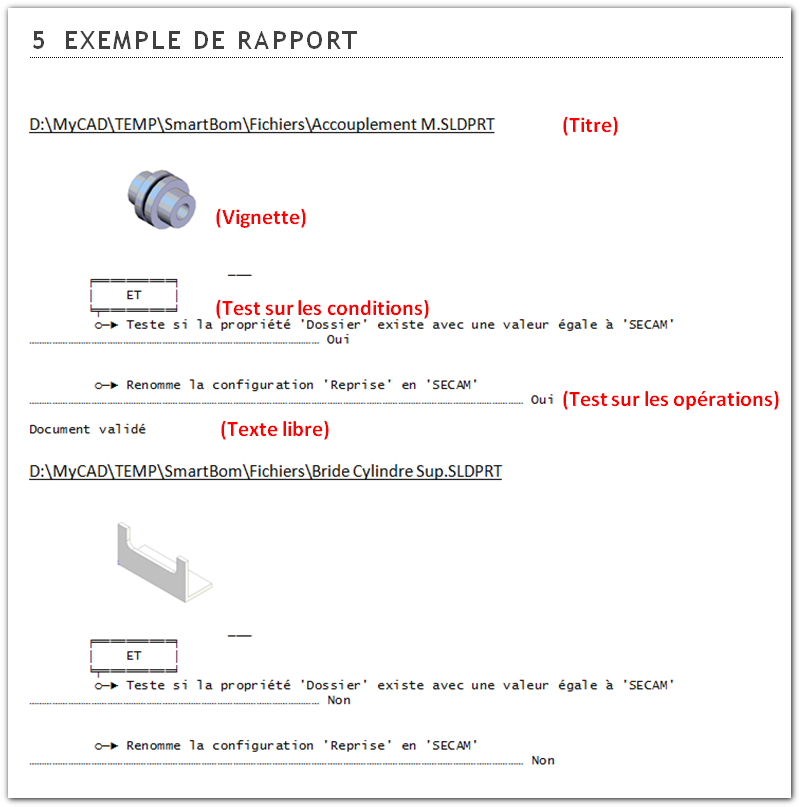 5 EXEMPLE DE RAPPORT
D:\MyCAD\TEMP\SmartBom\Fichiers\Accouplement M.SLDPRT (Titre)
(Vignette)
ET
(Test sur les conditions)
Teste si la propriété 'Dossier' existe avec une valeur égale à 'SECAM'
Oui
Renomme la configuration 'Reprise' en 'SECAM'
Oui (Test sur les opérations)
Document validé (Texte libre)
D:\MyCAD\TEMP\SmartBom\Fichiers\Bride Cylindre Sup.SLDPRT
ET
Teste si la propriété 'Dossier' existe avec une valeur égale à 'SECAM'
Non
Renomme la configuration 'Reprise' en 'SECAM'
Non